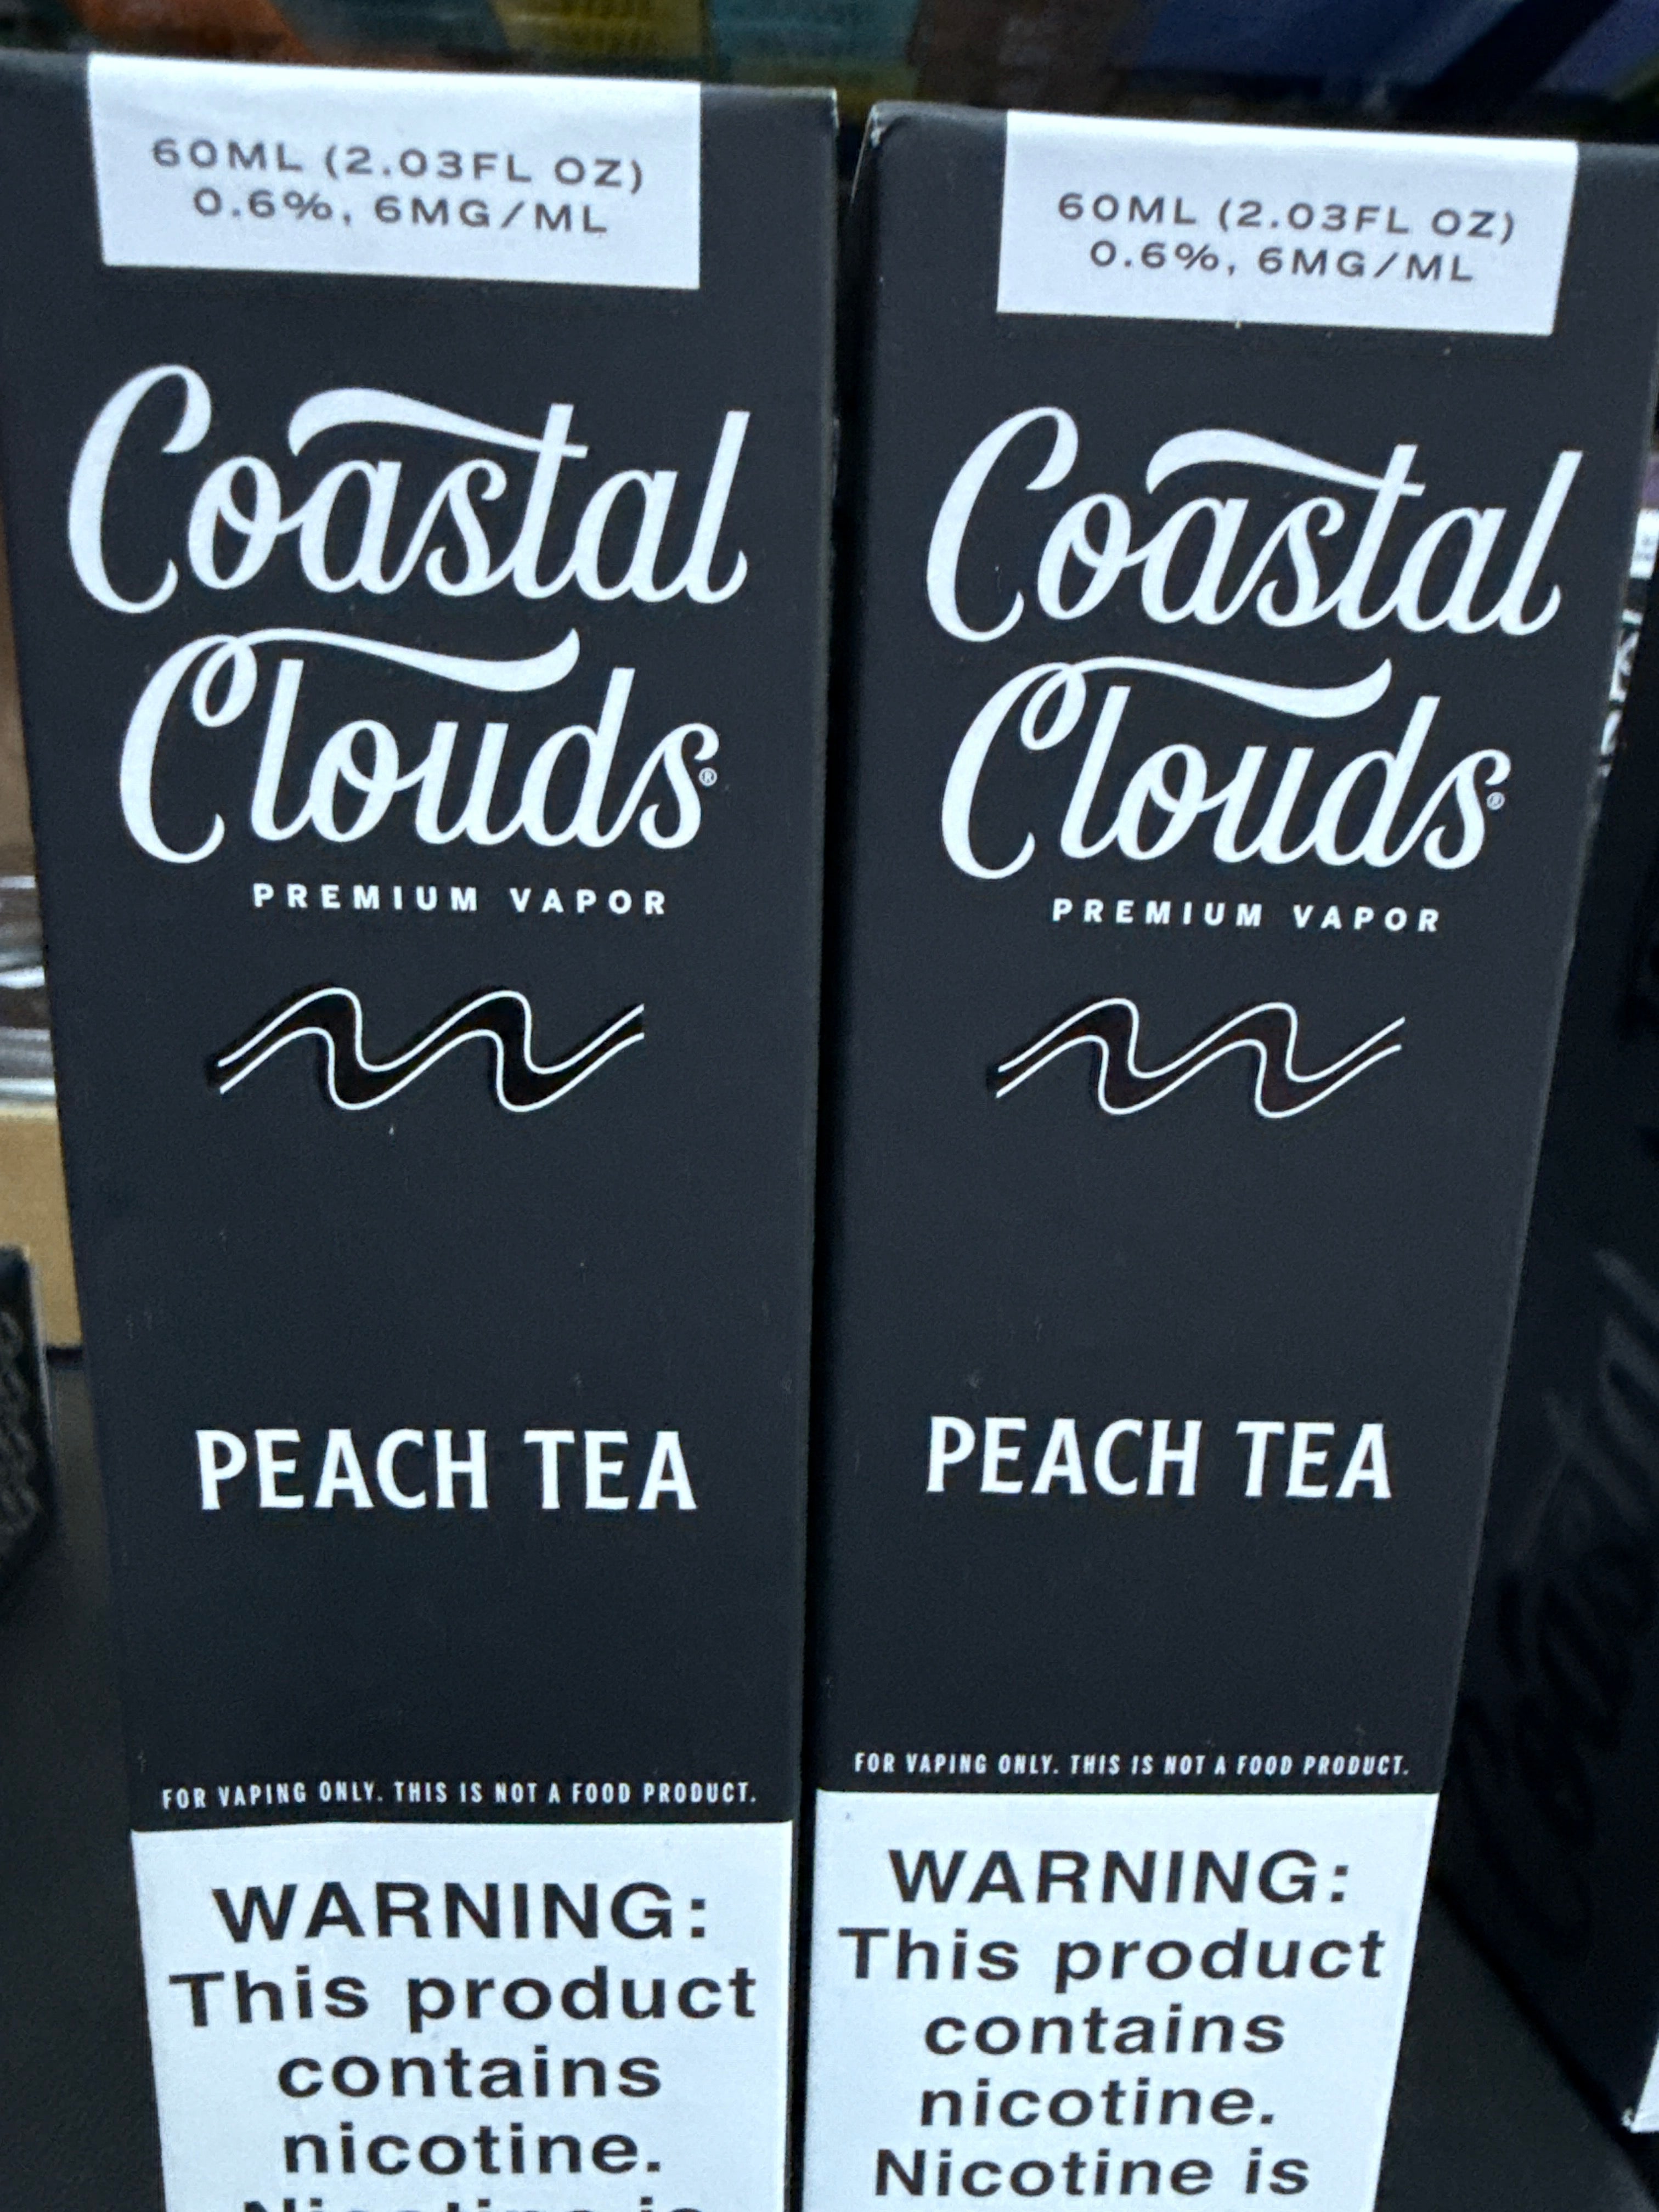 60ML (2.03FL OZ)
0.6%, 6MG/ML
Coastal
Clouds®
PREMIUM VAPOR
PEACH TEA
FOR VAPING ONLY. THIS IS NOT A FOOD PRODUCT.
WARNING:
This product
contains
nicotine.
Nicotine is
60ML (2.03FL OZ)
0.6%, 6MG/ML
Coastal
Clouds®
PREMIUM VAPOR
PEACH TEA
FOR VAPING ONLY. THIS IS NOT A FOOD PRODUCT.
WARNING:
This product
contains
nicotine.
Nicotine is